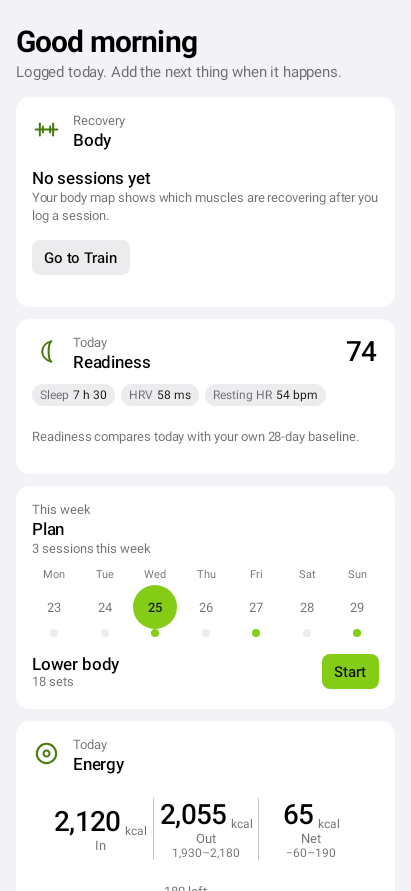 Good morning
Logged today. Add the next thing when it happens.
Recovery
Body
No sessions yet
Your body map shows which muscles are recovering after you
log a session.
Go to Train
Today
Readiness
74
Sleep 7 h 30 HRV 58 ms Resting HR 54 bpm
Readiness compares today with your own 28-day baseline.
This week
Plan
3 sessions this week
Mon Tue Wed Thu Fri Sat Sun
23 24 25 26 27 28 29
Lower body
18 sets
Start
Today
Energy
2,120 kcal
In
2,055 kcal
Out
1,930–2,180
65 kcal
Net
−60–190
180 left